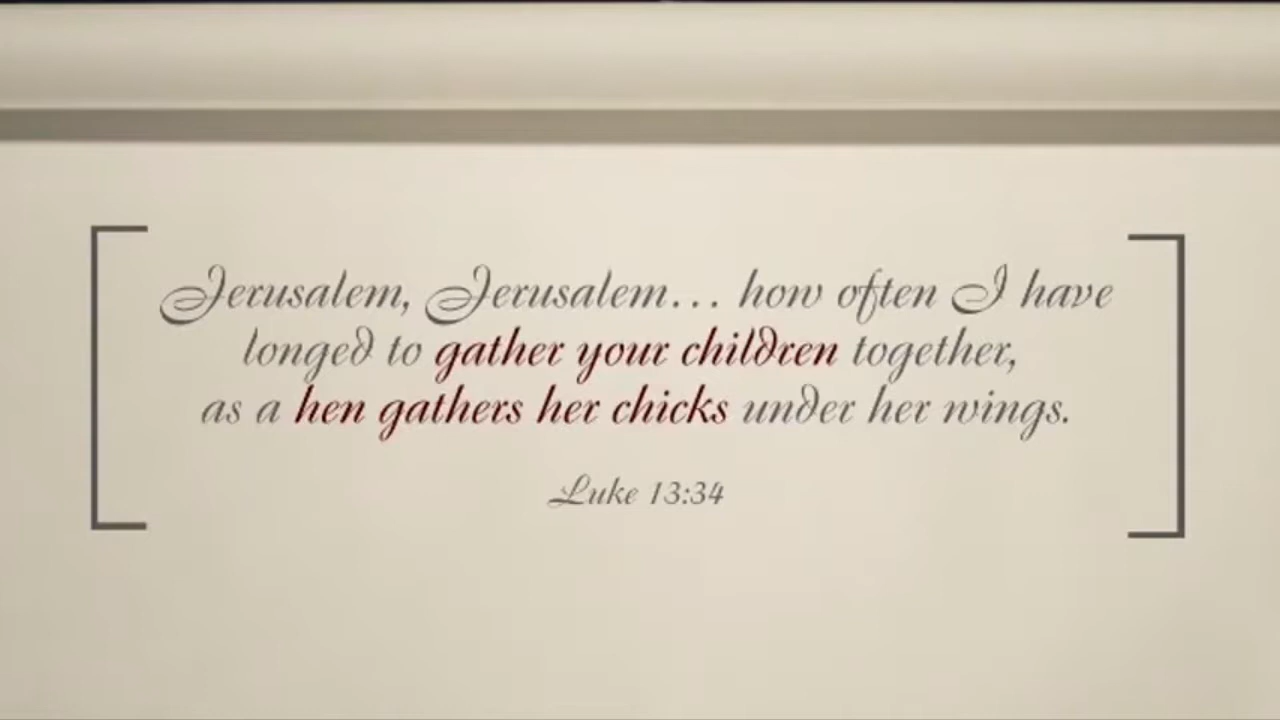 Jerusalem, Jerusalem... how often I have
longed to gather your children together,
as a hen gathers her chicks under her wings.
Luke 13:34